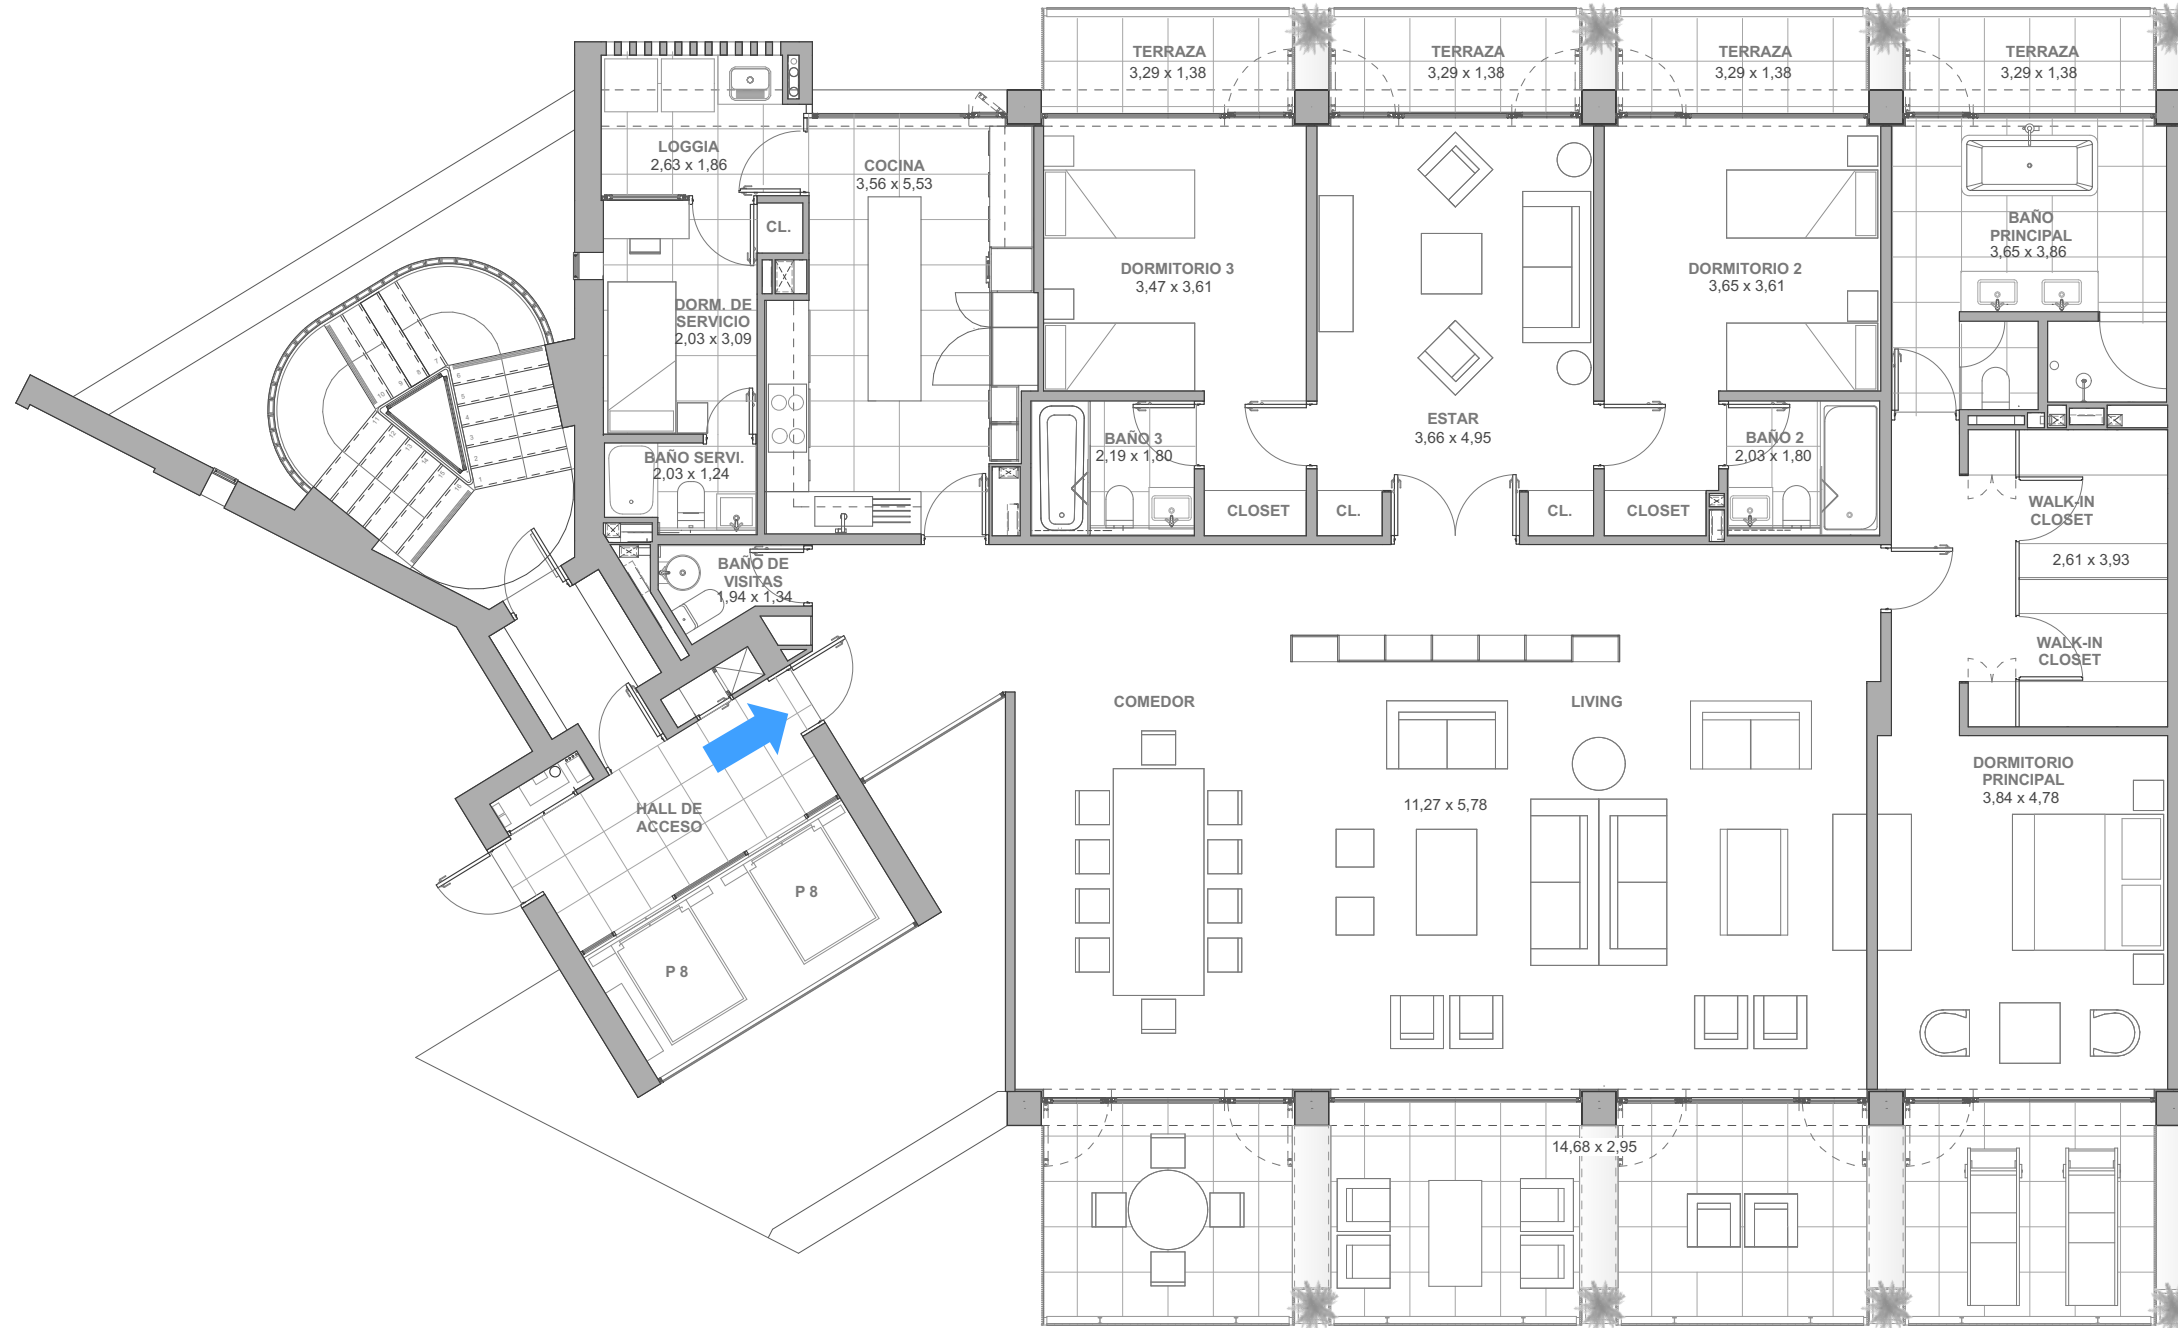 TERRAZA
3,29 x 1,38
TERRAZA
3,29 x 1,38
TERRAZA
3,29 x 1,38
TERRAZA
3,29 x 1,38
LOGGIA
2,63 x 1,86
COCINA
3,56 x 5,53
CL.
DORMITORIO 3
3,47 x 3,61
DORMITORIO 2
3,65 x 3,61
BAÑO
PRINCIPAL
3,65 x 3,86
DORM. DE
SERVICIO
2,03 x 3,09
ESTAR
3,66 x 4,95
BAÑO SERVI.
2,03 x 1,24
BAÑO 3
2,19 x 1,80
BAÑO 2
2,03 x 1,80
CLOSET
CL.
CL.
CLOSET
WALK-IN
CLOSET
2,61 x 3,93
WALK-IN
CLOSET
BAÑO DE
VISITAS
1,94 x 1,34
COMEDOR
LIVING
11,27 x 5,78
DORMITORIO
PRINCIPAL
3,84 x 4,78
HALL DE
ACCESO
P 8
P 8
14,68 x 2,95